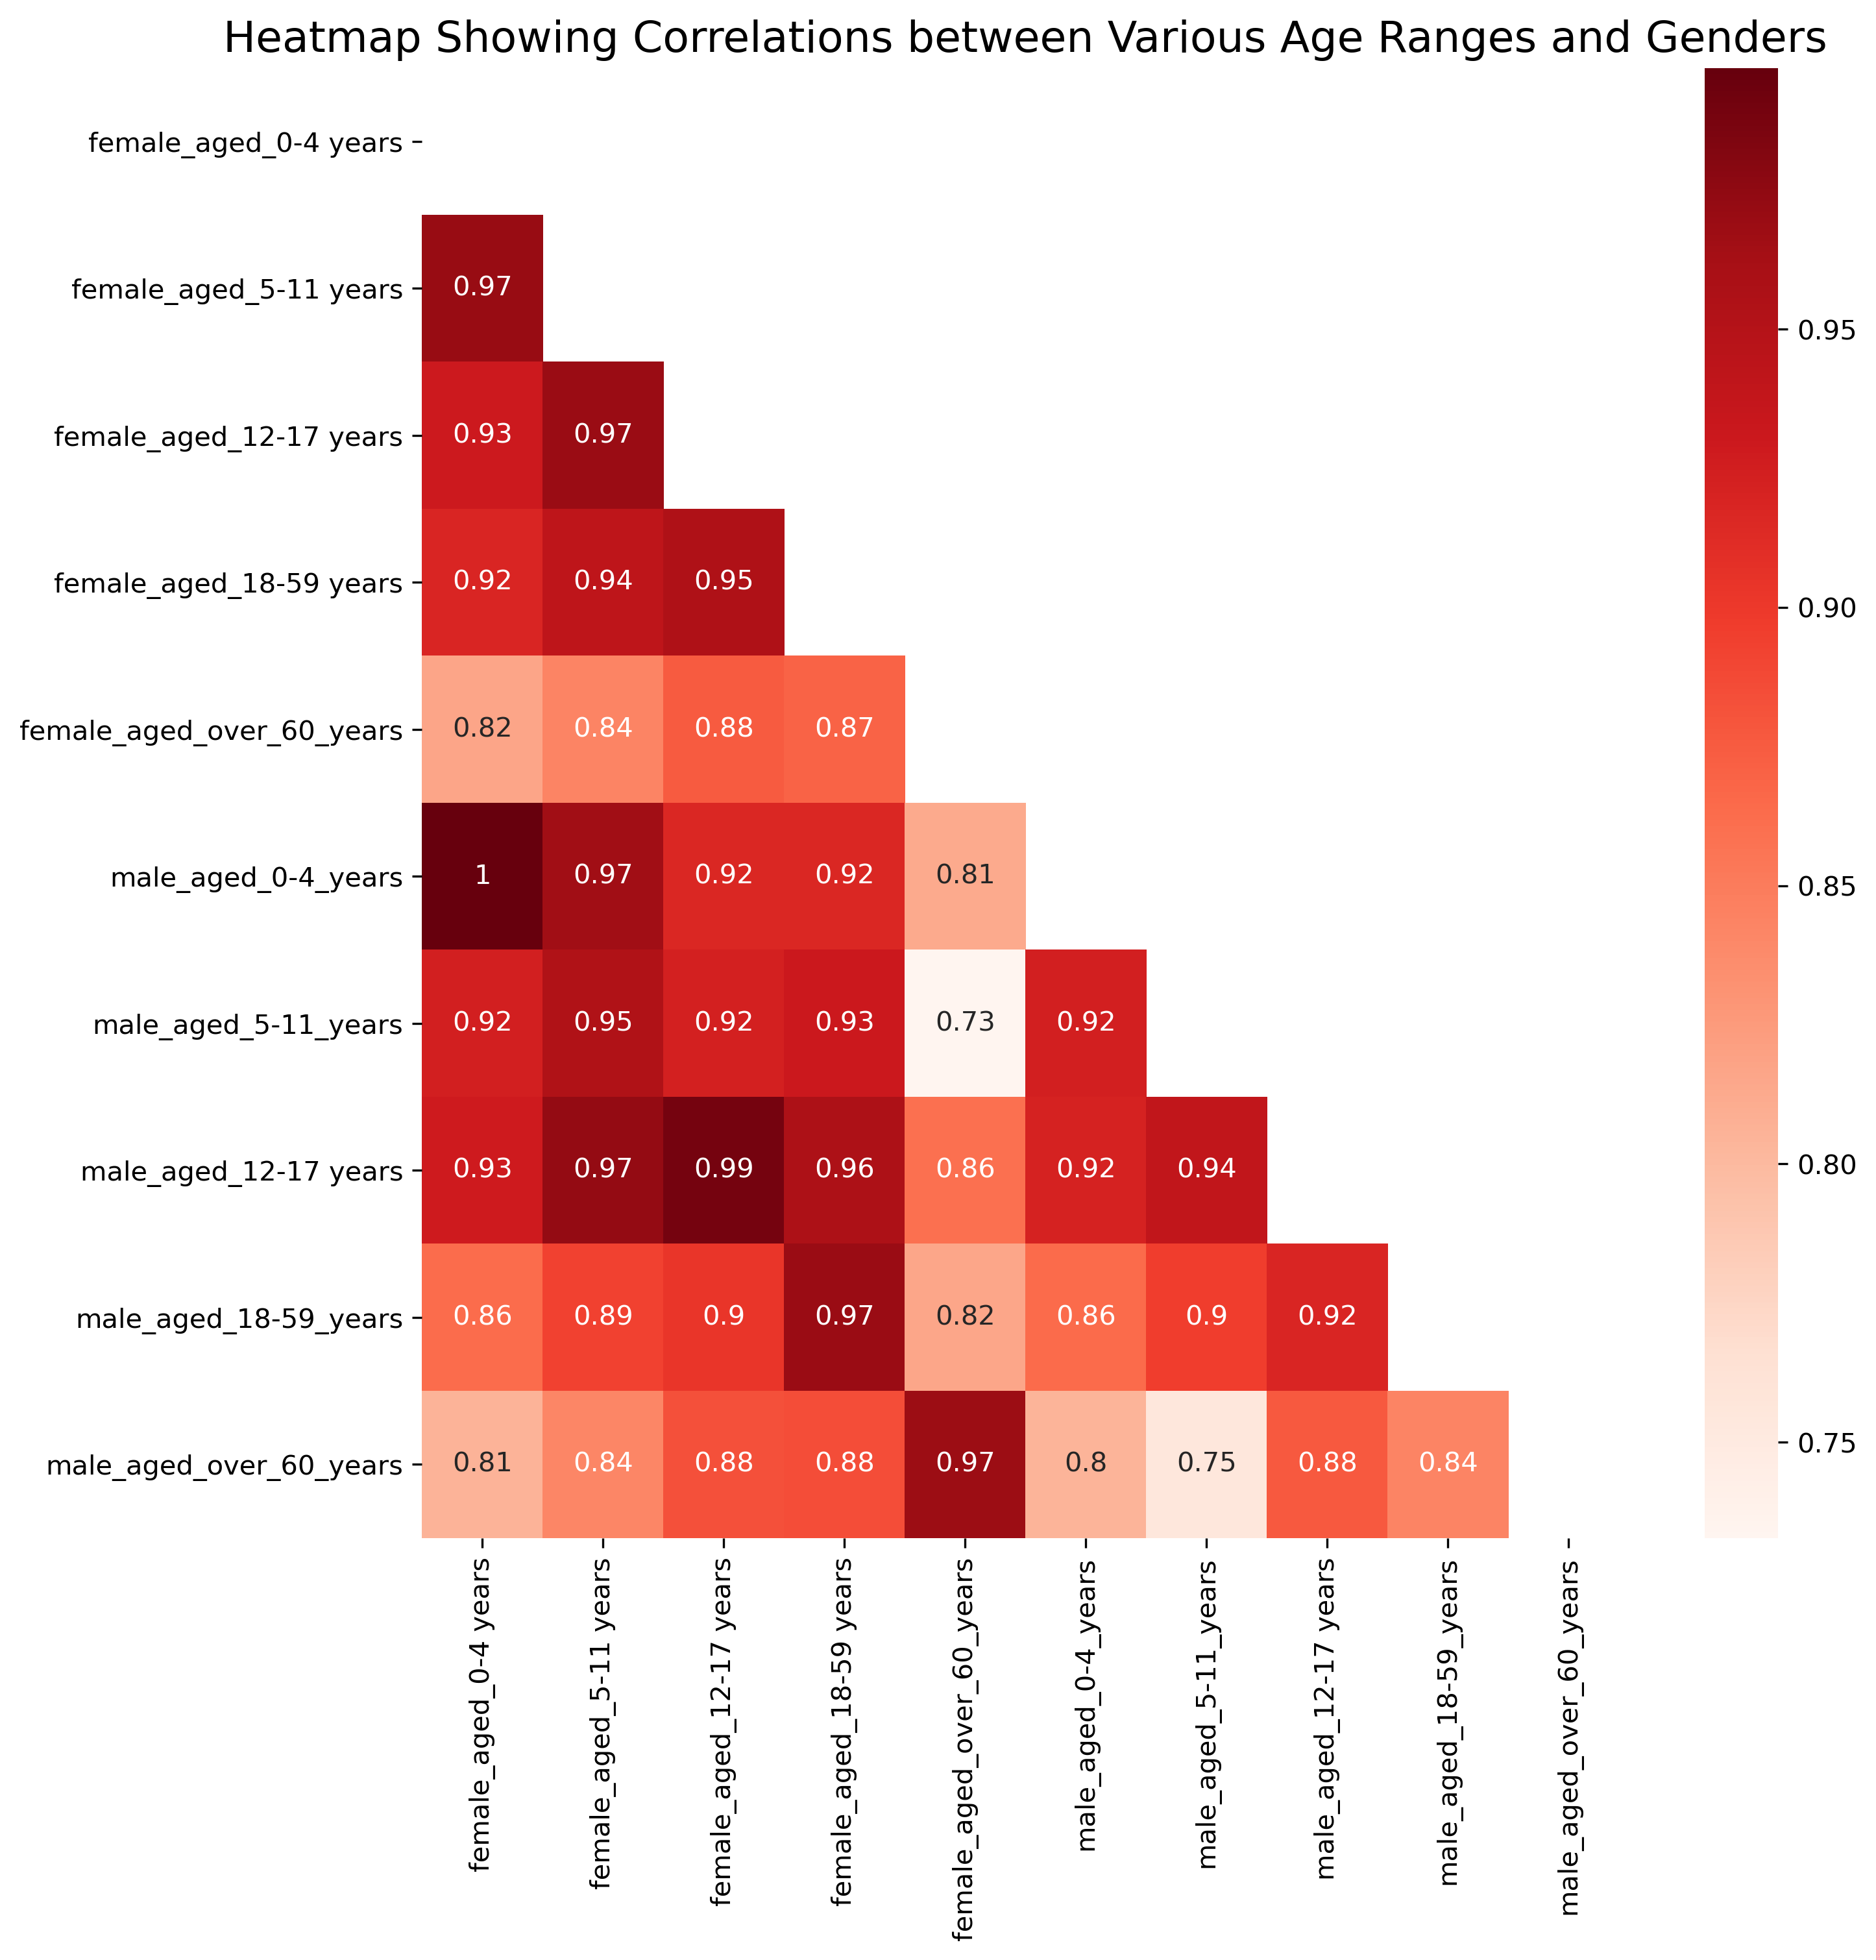 Heatmap Showing Correlations between Various Age Ranges and Genders
female_aged_0-4 years
female_aged_5-11 years
0.97
female_aged_12-17 years
0.93 0.97
female_aged_18-59 years
0.92 0.94 0.95
female_aged_over_60_years
0.82 0.84 0.88 0.87
male_aged_0-4_years
1 0.97 0.92 0.92 0.81
male_aged_5-11_years
0.92 0.95 0.92 0.93 0.73 0.92
male_aged_12-17 years
0.93 0.97 0.99 0.96 0.86 0.92 0.94
male_aged_18-59_years
0.86 0.89 0.9 0.97 0.82 0.86 0.9 0.92
male_aged_over_60_years
0.81 0.84 0.88 0.88 0.97 0.8 0.75 0.88 0.84
female_aged_0-4 years
female_aged_5-11 years
female_aged_12-17 years
female_aged_18-59 years
female_aged_over_60_years
male_aged_0-4_years
male_aged_5-11_years
male_aged_12-17 years
male_aged_18-59_years
male_aged_over_60_years
0.95
0.90
0.85
0.80
0.75